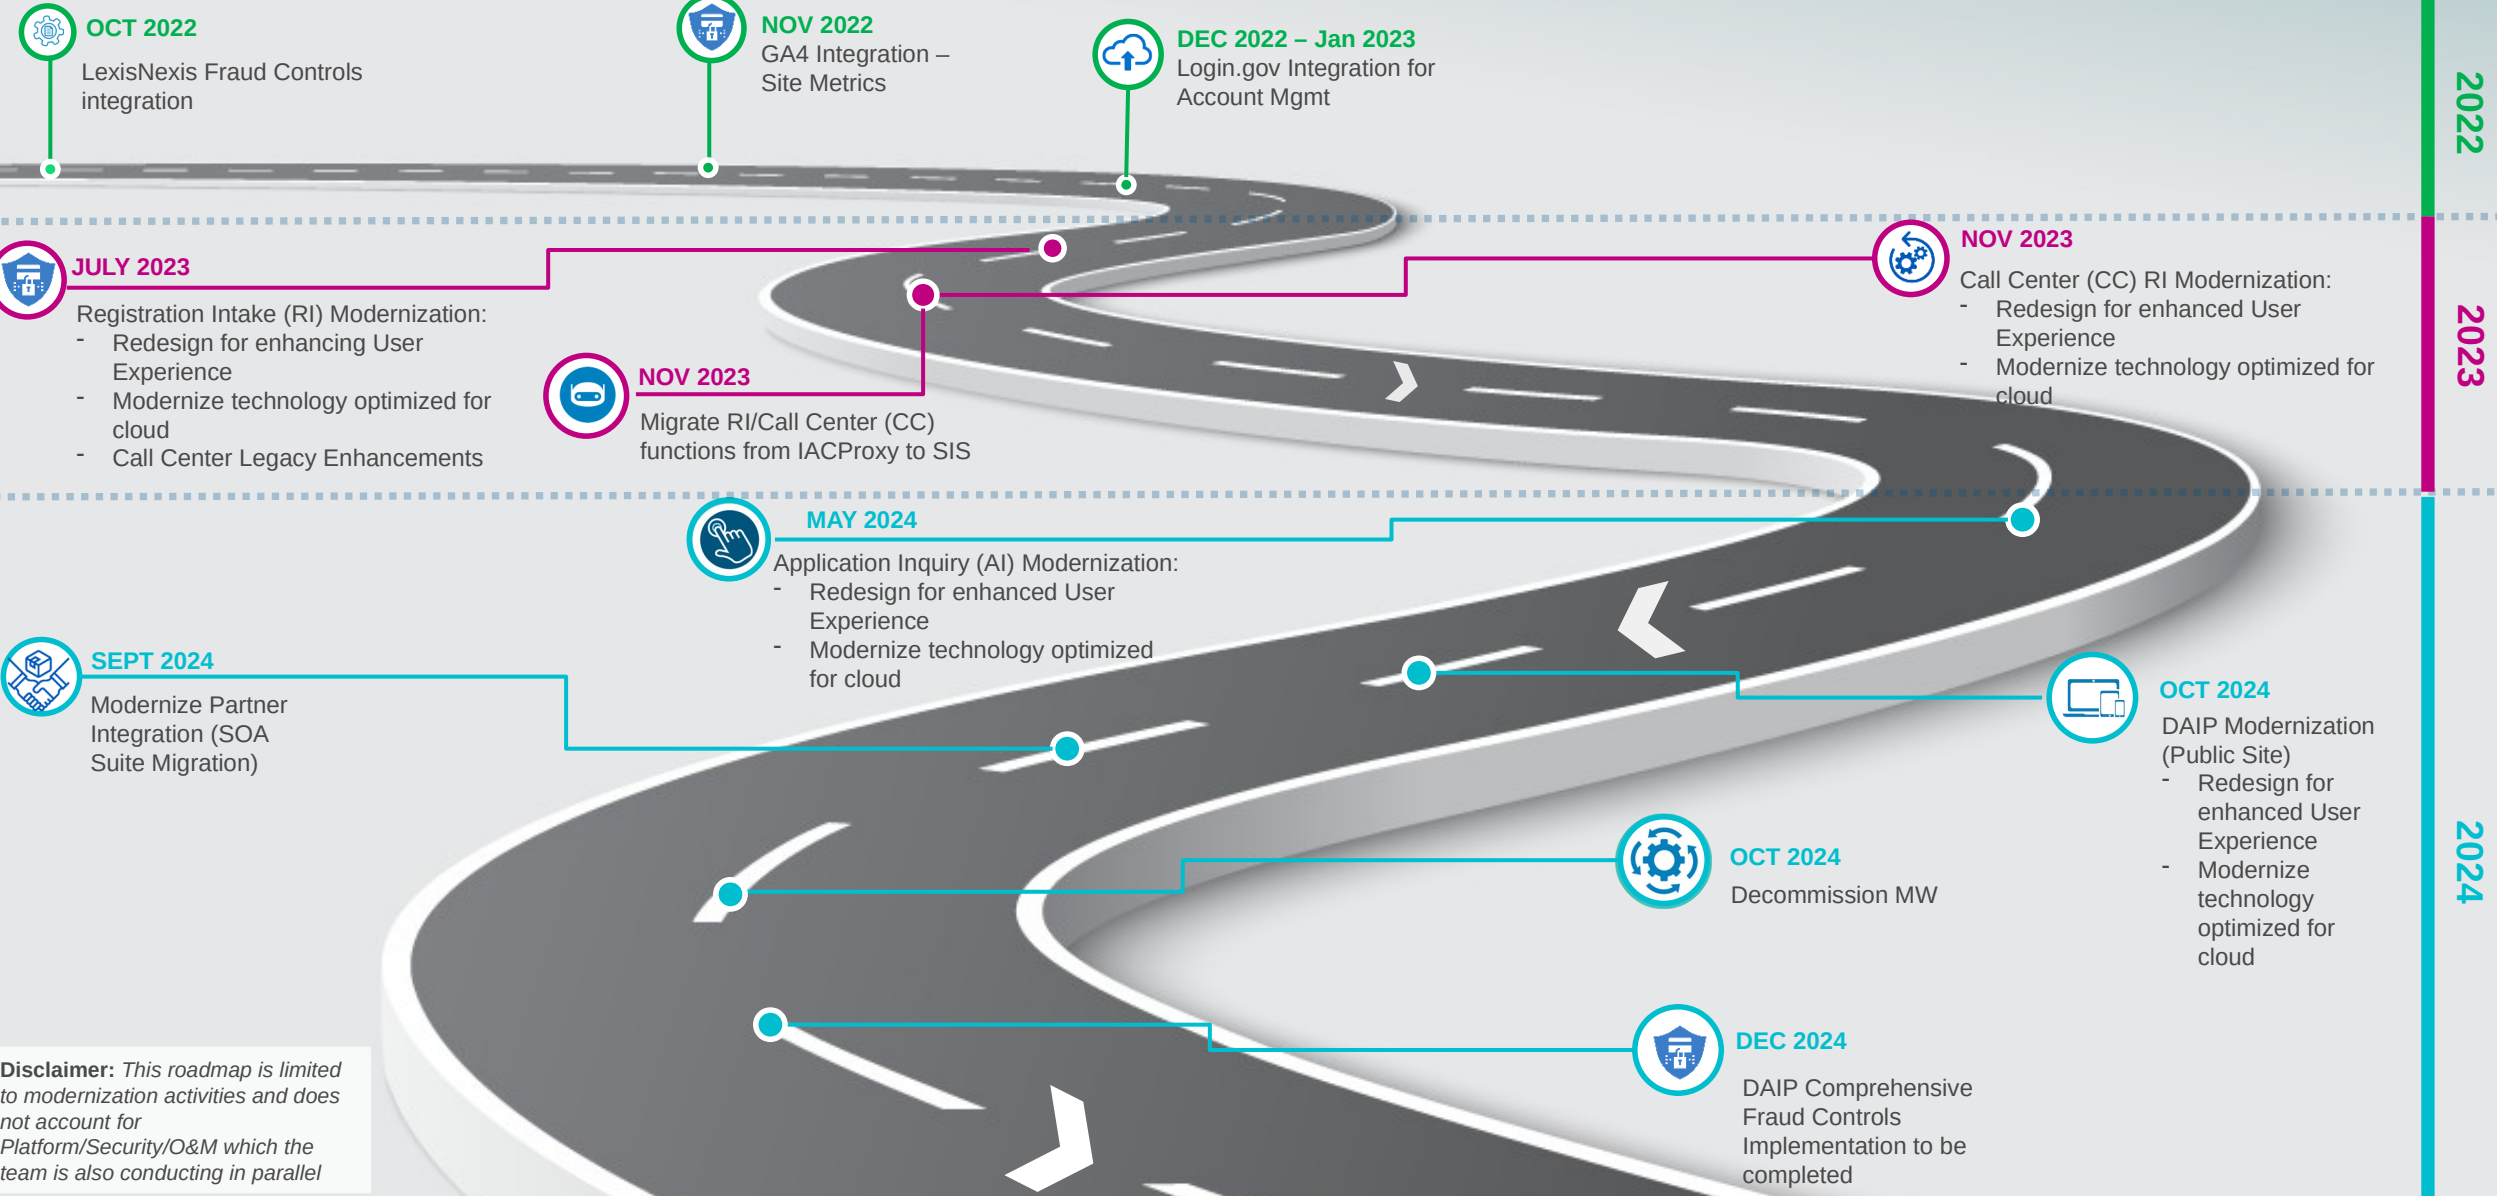 OCT 2022
LexisNexis Fraud Controls
integration
NOV 2022
GA4 Integration –
Site Metrics
DEC 2022 – Jan 2023
Login.gov Integration for
Account Mgmt
2022
JULY 2023
Registration Intake (RI) Modernization:
- Redesign for enhancing User
Experience
- Modernize technology optimized for
cloud
- Call Center Legacy Enhancements
NOV 2023
Migrate RI/Call Center (CC)
functions from IACProxy to SIS
NOV 2023
Call Center (CC) RI Modernization:
- Redesign for enhanced User
Experience
- Modernize technology optimized for
cloud
2023
MAY 2024
Application Inquiry (AI) Modernization:
- Redesign for enhanced User
Experience
- Modernize technology optimized
for cloud
SEPT 2024
Modernize Partner
Integration (SOA
Suite Migration)
OCT 2024
DAIP Modernization
(Public Site)
- Redesign for
enhanced User
Experience
- Modernize
technology
optimized for
cloud
OCT 2024
Decommission MW
2024
DEC 2024
DAIP Comprehensive
Fraud Controls
Implementation to be
completed
Disclaimer: This roadmap is limited
to modernization activities and does
not account for
Platform/Security/O&M which the
team is also conducting in parallel